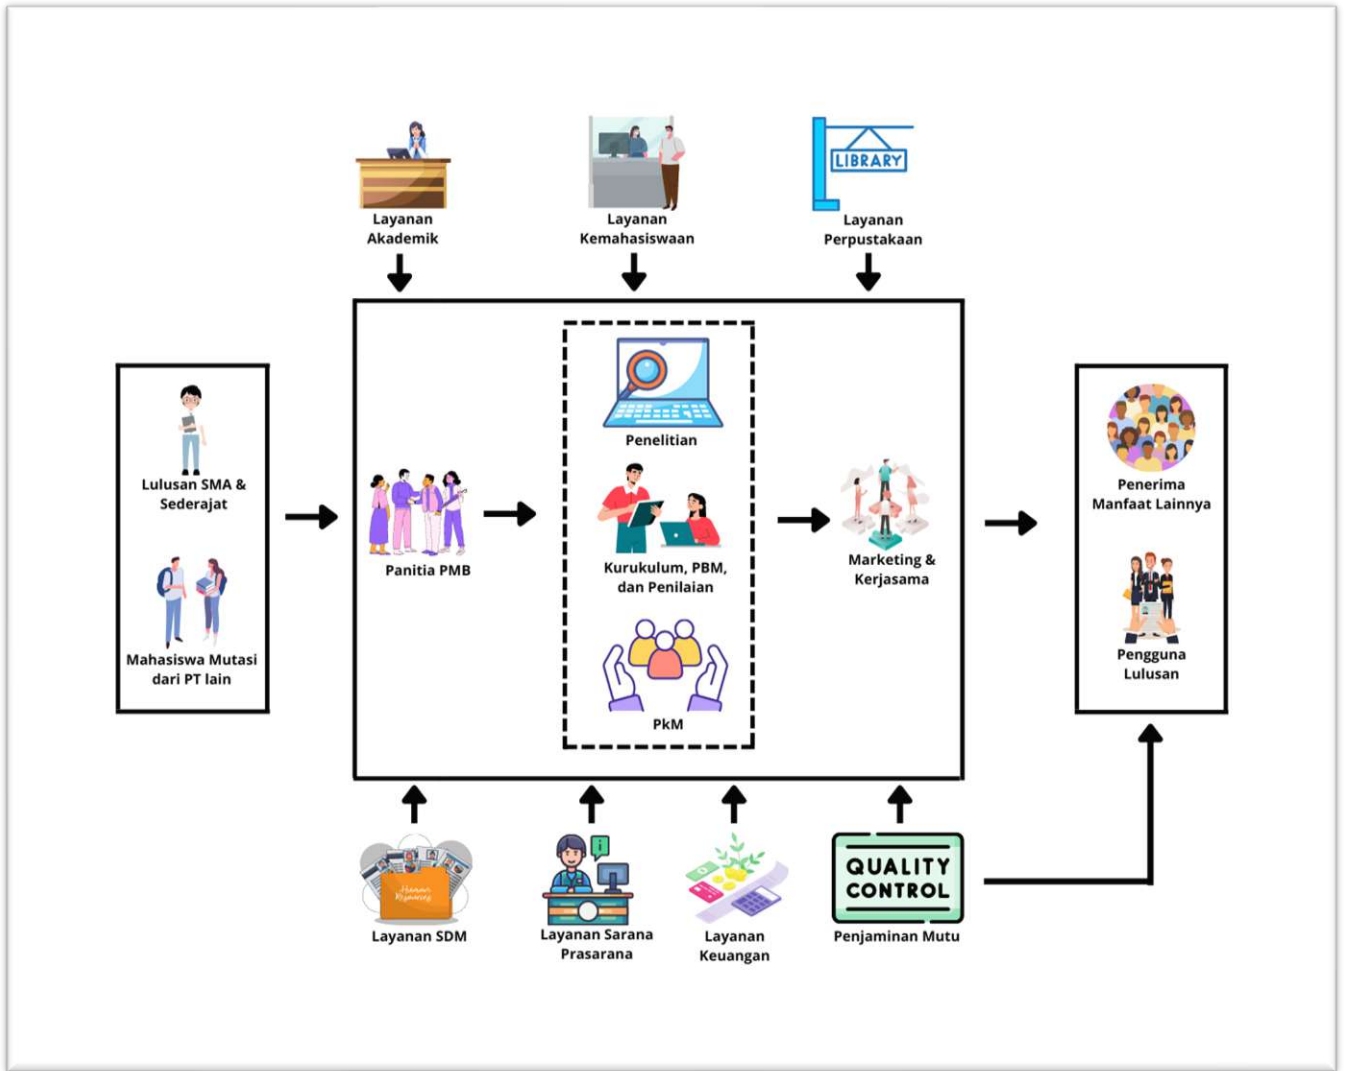 Layanan
Akademik
Layanan
Kemahasiswaan
LIBRARY
Layanan
Perpustakaan
Lulusan SMA &
Sederajat
Mahasiswa Mutasi
dari PT lain
Panitia PMB
Penelitian
Kurukulum, PBM,
dan Penilaian
PkM
Marketing &
Kerjasama
Penerima
Manfaat Lainnya
Pengguna
Lulusan
Human
Resources
Layanan SDM
Layanan Sarana
Prasarana
Layanan
Keuangan
QUALITY
CONTROL
Penjaminan Mutu